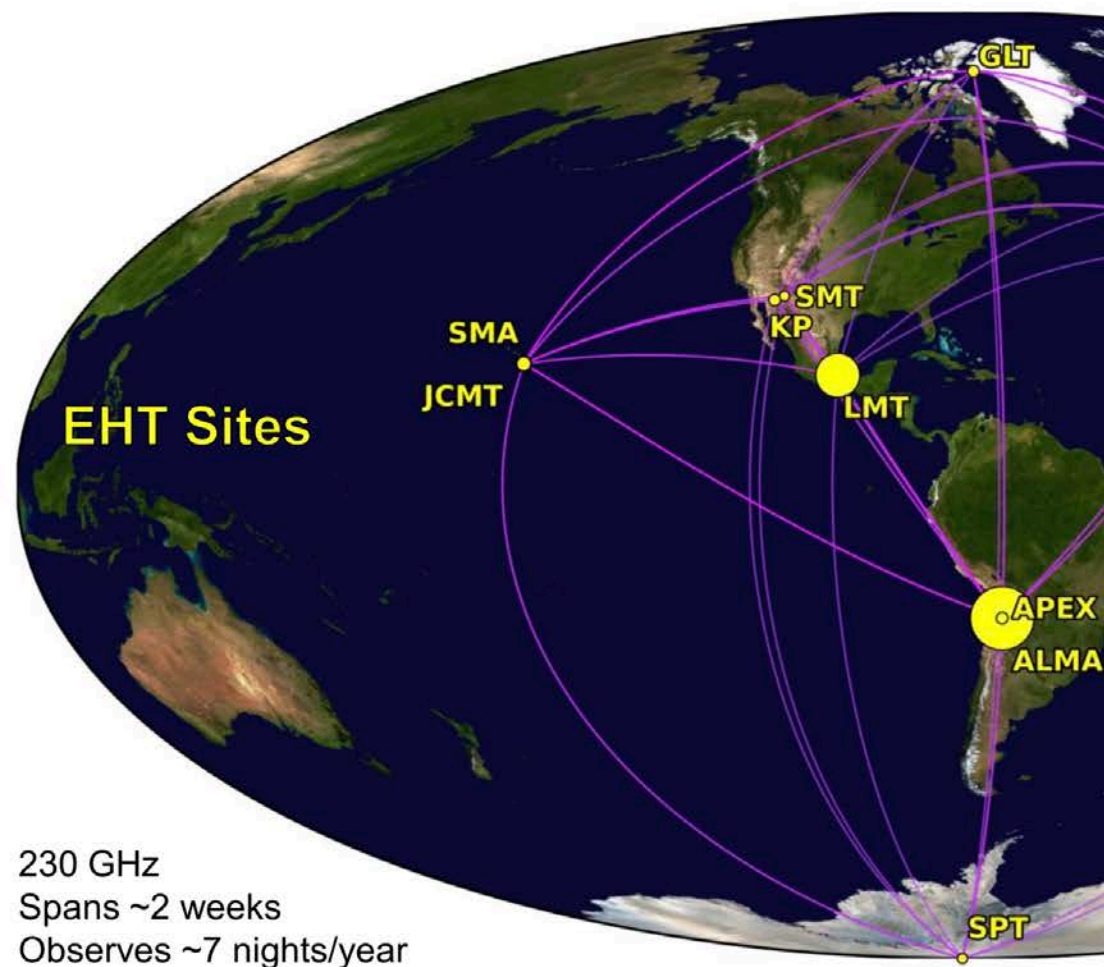 GLT
SMT
KP
SMA
JCMT
LMT
EHT Sites
APEX
ALMA
230 GHz
Spans ~2 weeks
Observes ~7 nights/year
SPT